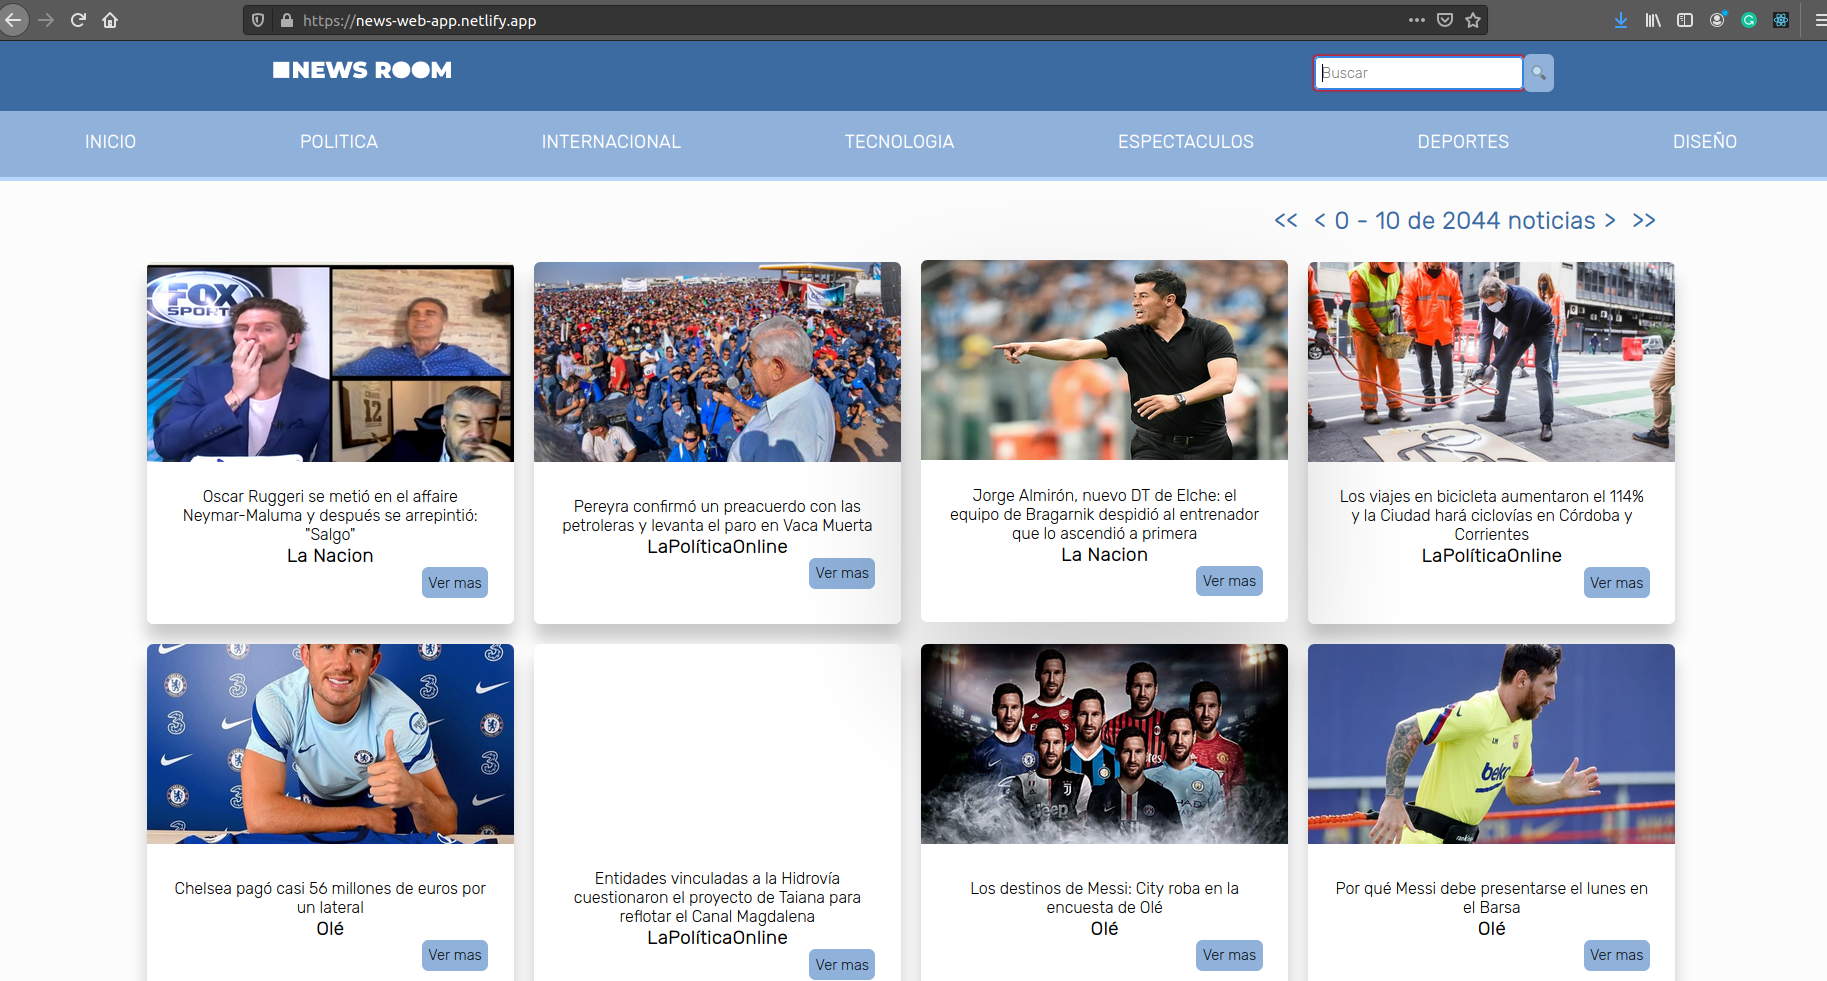 https://news-web-app.netlify.app
NEWS ROOM
Buscar
INICIO
POLITICA
INTERNACIONAL
TECNOLOGIA
ESPECTACULOS
DEPORTES
DISEÑO
<< < 0 - 10 de 2044 noticias > >>
FOX
SPORTS
12
Oscar Ruggeri se metió en el affaire
Neymar-Maluma y después se arrepintió:
"Salgo"
La Nacion
Ver mas
Pereyra confirmó un preacuerdo con las
petroleras y levanta el paro en Vaca Muerta
LaPolíticaOnline
Ver mas
Jorge Almirón, nuevo DT de Elche: el
equipo de Bragarnik despidió al entrenador
que lo ascendió a primera
La Nacion
Ver mas
Los viajes en bicicleta aumentaron el 114%
y la Ciudad hará ciclovías en Córdoba y
Corrientes
LaPolíticaOnline
Ver mas
Chelsea pagó casi 56 millones de euros por
un lateral
Olé
Ver mas
Entidades vinculadas a la Hidrovía
cuestionaron el proyecto de Taiana para
reflotar el Canal Magdalena
LaPolíticaOnline
Ver mas
Jeep
Los destinos de Messi: City roba en la
encuesta de Olé
Olé
Ver mas
beko
Por qué Messi debe presentarse el lunes en
el Barsa
Olé
Ver mas